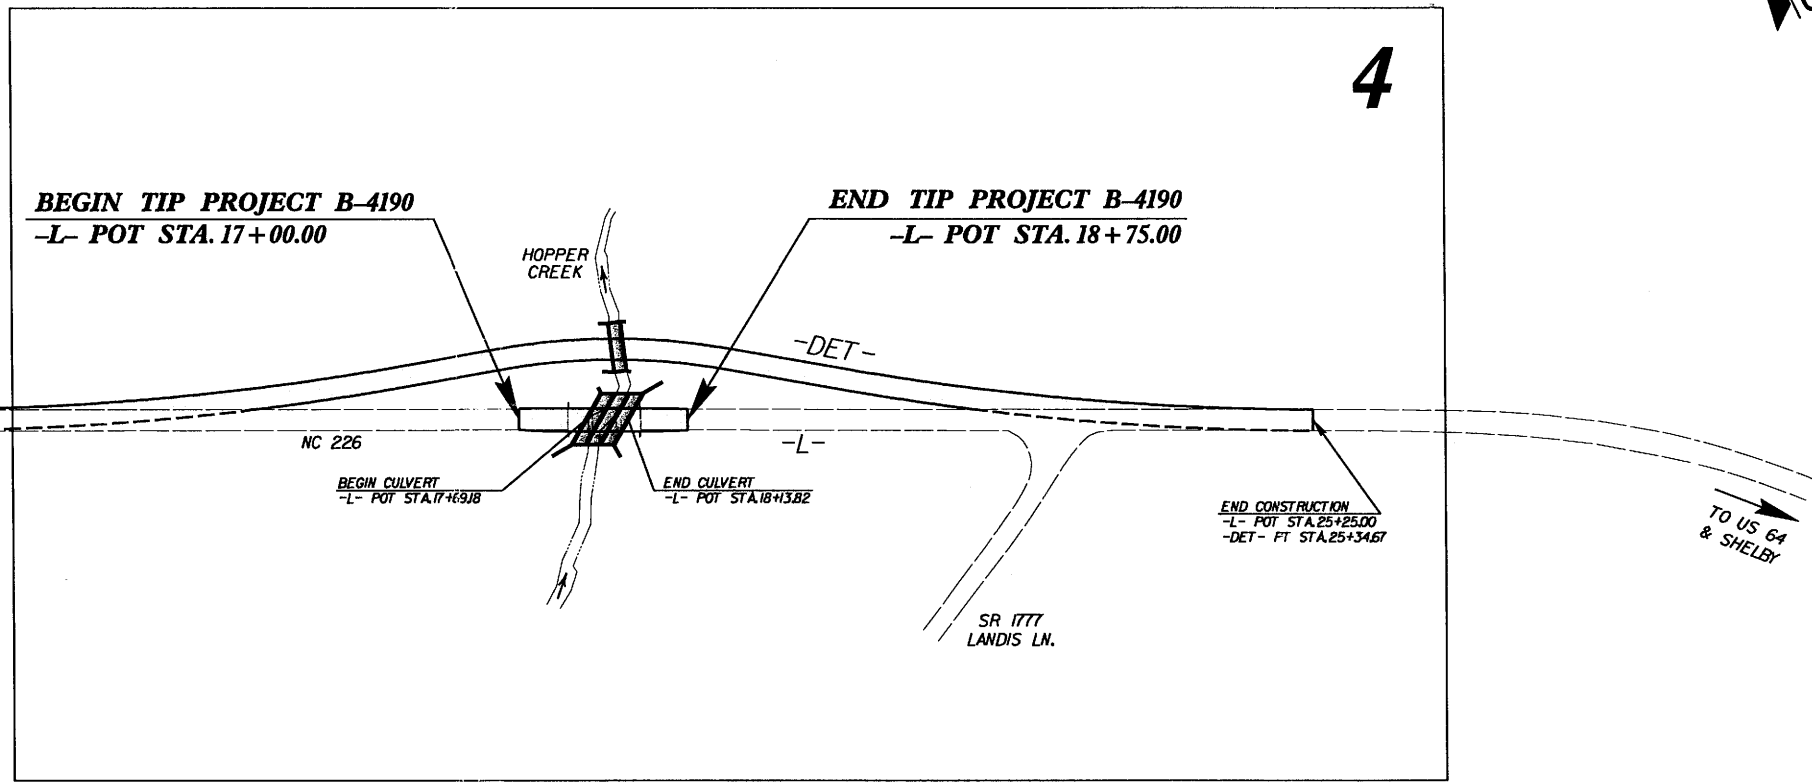 4
BEGIN TIP PROJECT B-4190
-L- POT STA. 17+00.00
END TIP PROJECT B-4190
-L- POT STA. 18+75.00
HOPPER
CREEK
-DET-
NC 226
-L-
BEGIN CULVERT
-L- POT STA.17+69.18
END CULVERT
-L- POT STA.18+13.82
END CONSTRUCTION
-L- POT STA.25+25.00
-DET- PT STA.25+34.67
TO US 64
& SHELBY
SR 1777
LANDIS LN.